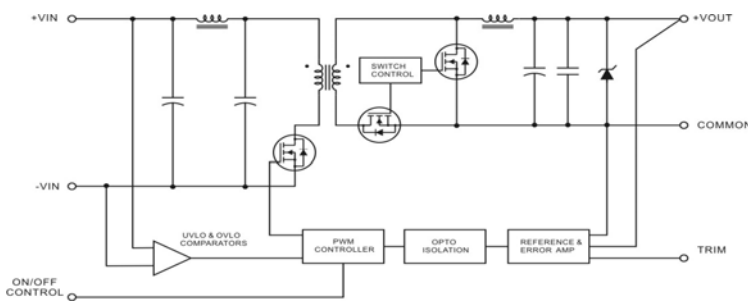 +VIN
+VOUT
SWITCH
CONTROL
COMMON
-VIN
UVLO & OVLO
COMPARATORS
PWM
CONTROLLER
OPTO
ISOLATION
REFERENCE &
ERROR AMP
TRIM
ON/OFF
CONTROL